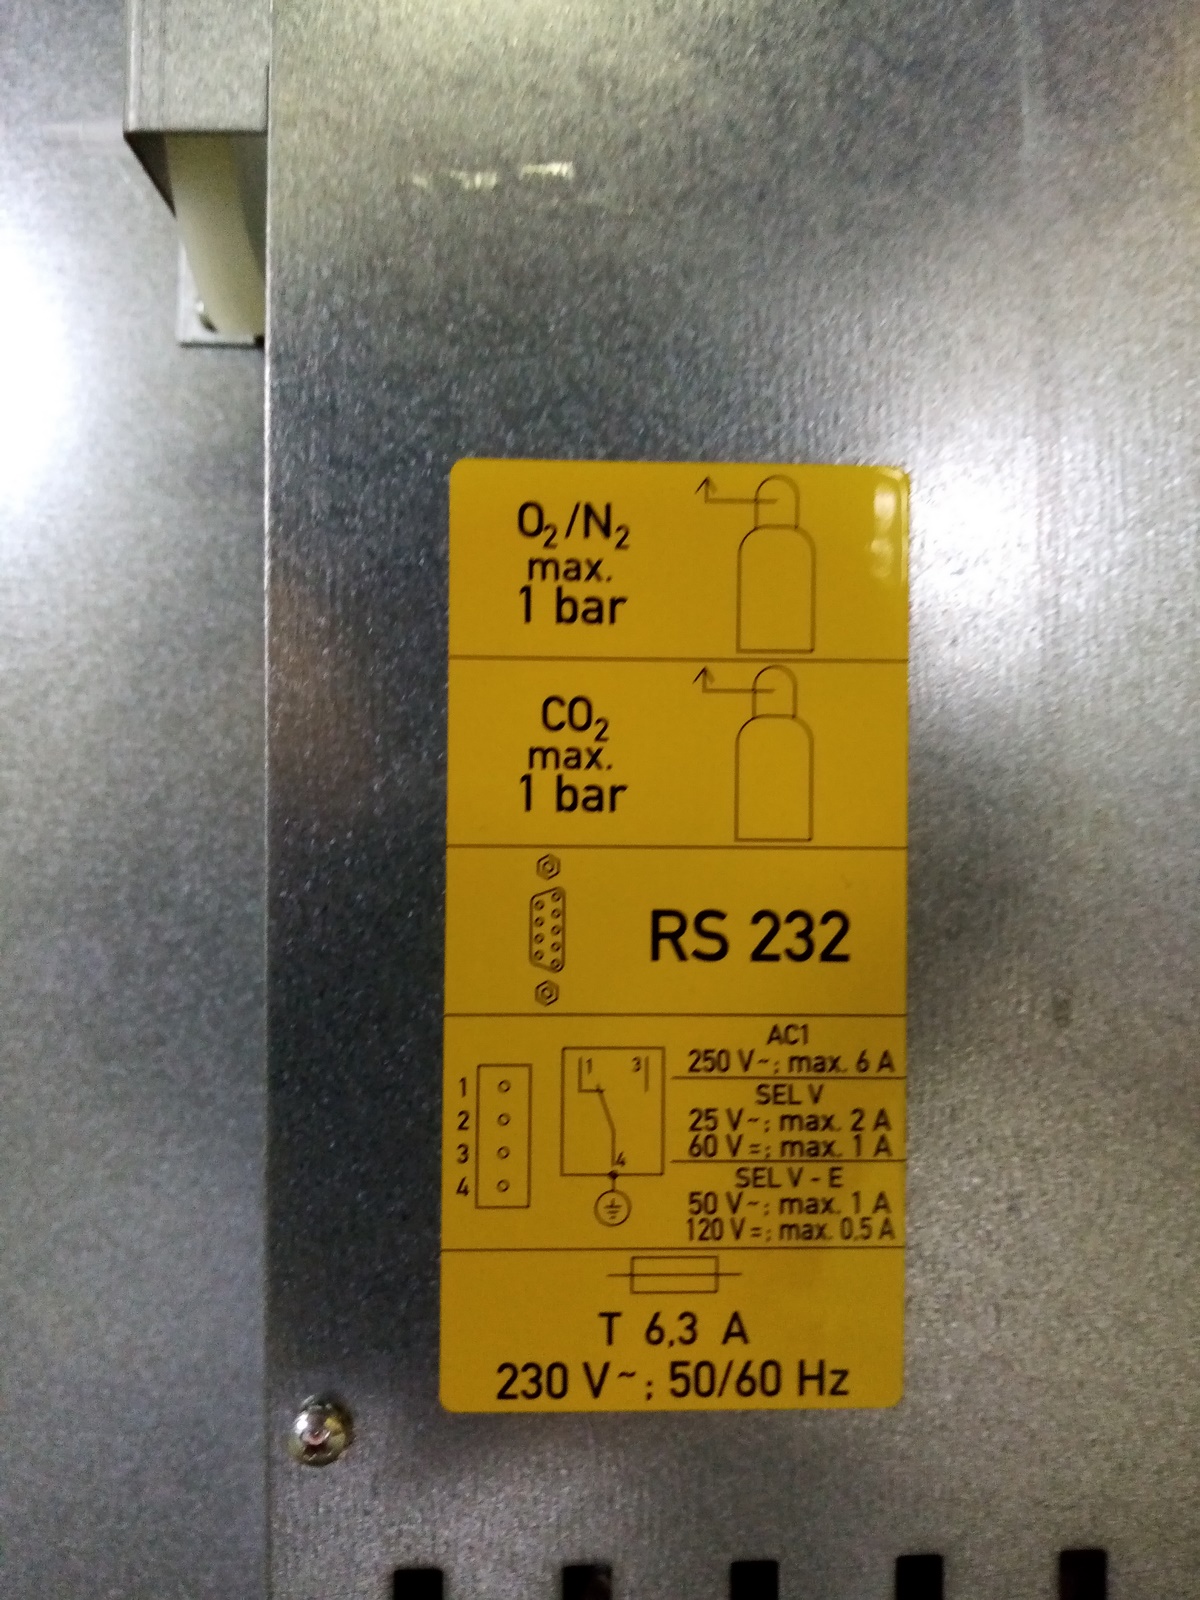 O₂/N₂
max.
1 bar
CO₂
max.
1 bar
RS 232
1
2
3
4
1 3
4
AC1
250 V~; max. 6 A
SEL V
25 V~; max. 2 A
60 V=; max. 1 A
SEL V - E
50 V~; max. 1 A
120 V=; max. 0,5 A
T 6,3 A
230 V~; 50/60 Hz